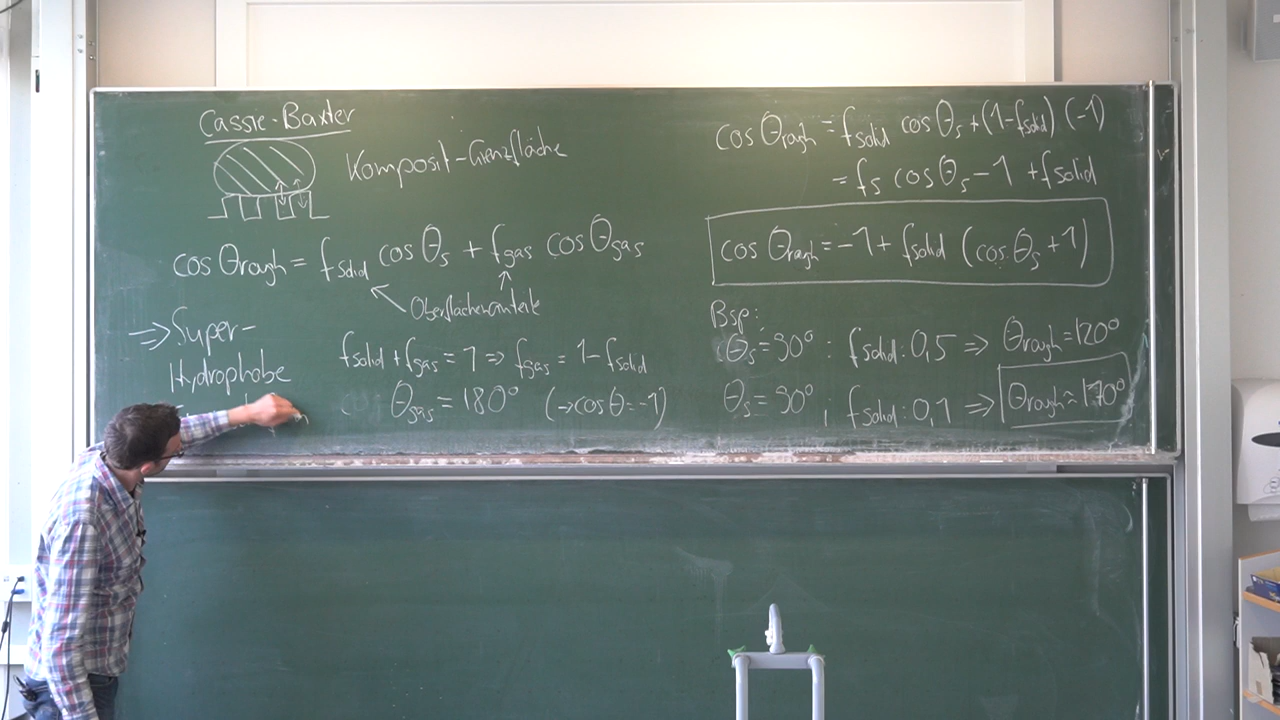 Cassie-Baxter
Komposit-Grenzfläche
cos θrough = fsolid cos θs + fgas cos θgas
Oberflächenanteile
⇒ Super-
Hydrophobe
fsolid + fgas = 1 ⇒ fgas = 1 - fsolid
θgas = 180° (→ cos θ = -1)
cos θrough = fsolid cos θs + (1-fsolid) (-1)
= fs cos θs - 1 + fsolid
cos θrough = -1 + fsolid (cos θs + 1)
Bsp:
θs = 90° : fsolid: 0,5 ⇒ θrough = 120°
θs = 90° ; fsolid: 0,1 ⇒ θrough ≈ 170°